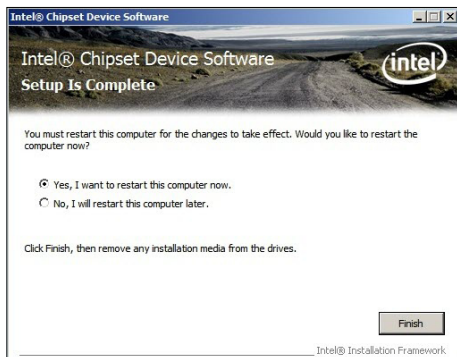 Intel® Chipset Device Software
Intel® Chipset Device Software
intel®
Setup Is Complete
You must restart this computer for the changes to take effect. Would you like to restart the
computer now?
Yes, I want to restart this computer now.
No, I will restart this computer later.
Click Finish, then remove any installation media from the drives.
Finish
Intel® Installation Framework